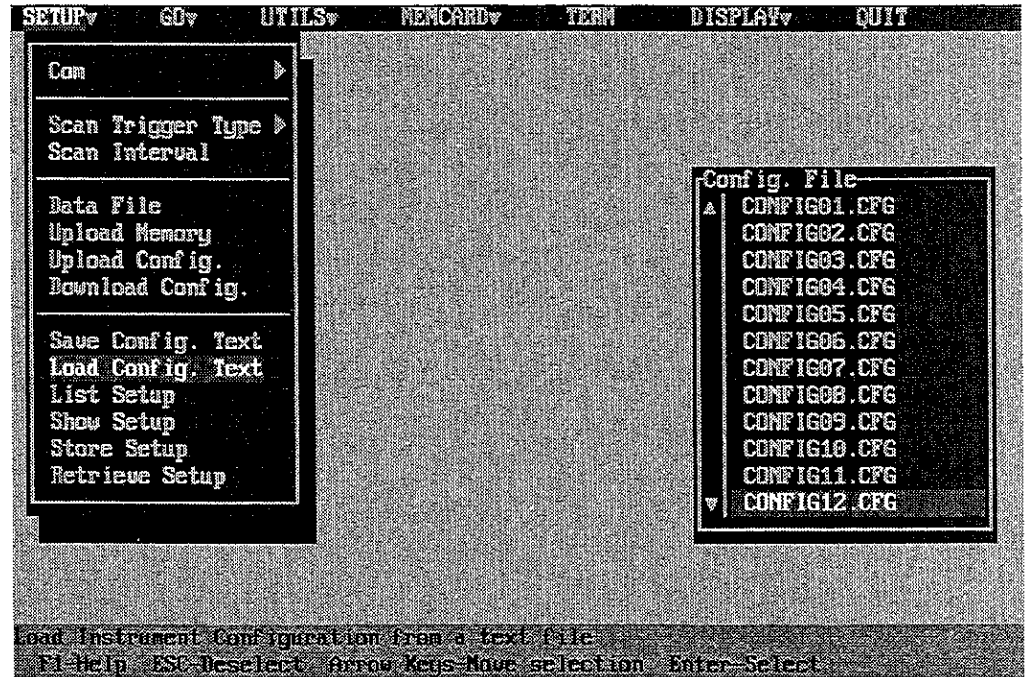 SETUP▿ GO▿ UTILS▿ MEMCARD▿ TERM DISPLAY▿ QUIT
Com ▷
Scan Trigger Type ▷
Scan Interval
Data File
Upload Memory
Upload Config.
Download Config.
Save Config. Text
Load Config. Text
List Setup
Show Setup
Store Setup
Retrieve Setup
Config. File
CONFIG01.CFG
CONFIG02.CFG
CONFIG03.CFG
CONFIG04.CFG
CONFIG05.CFG
CONFIG06.CFG
CONFIG07.CFG
CONFIG08.CFG
CONFIG09.CFG
CONFIG10.CFG
CONFIG11.CFG
CONFIG12.CFG
Load Instrument Configuration from a text file
F1-Help ESC-Deselect Arrow Keys-Move selection Enter-Select